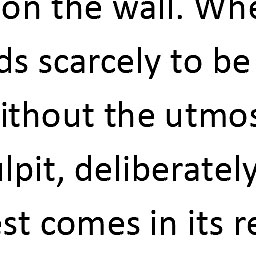 on the wall. Whe
ds scarcely to be
ithout the utmos
ulpit, deliberately
est comes in its re